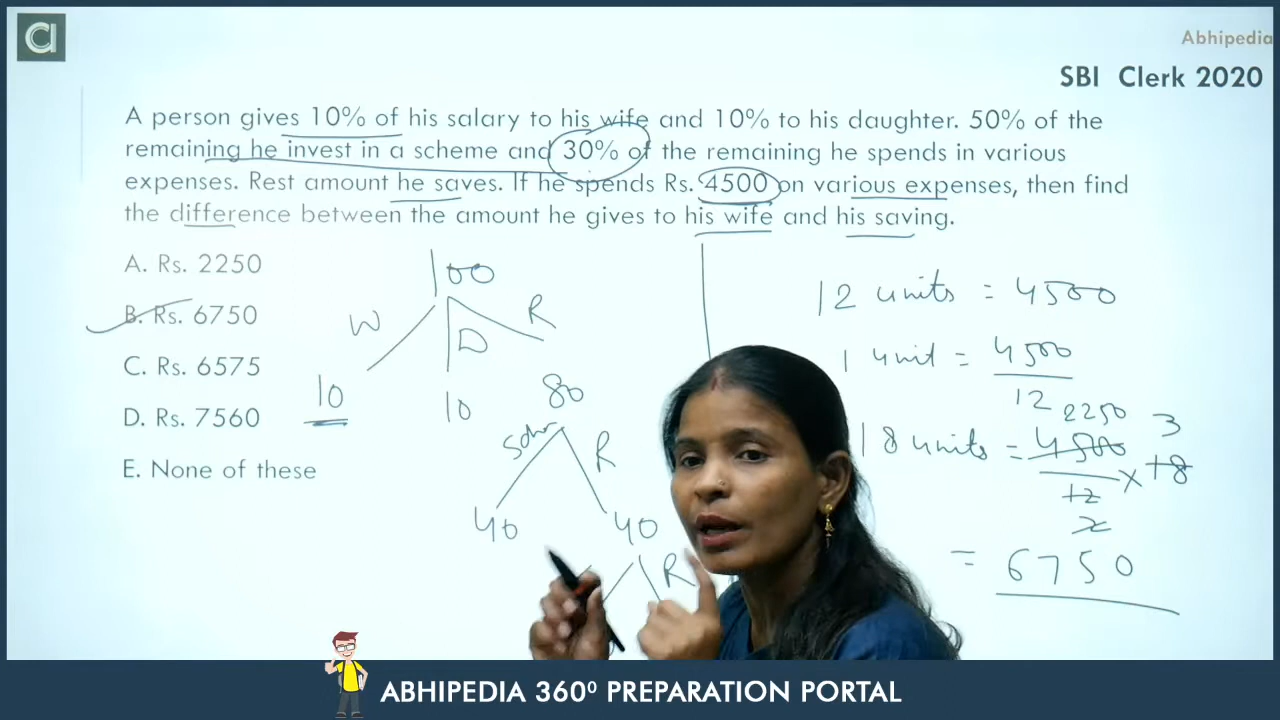 CA
Abhipedia
SBI Clerk 2020
A person gives 10% of his salary to his wife and 10% to his daughter. 50% of the
remaining he invest in a scheme and 30% of the remaining he spends in various
expenses. Rest amount he saves. If he spends Rs. 4500 on various expenses, then find
the difference between the amount he gives to his wife and his saving.
A. Rs. 2250
B. Rs. 6750
C. Rs. 6575
D. Rs. 7560
E. None of these
100
W D R
10 10 80
R
40 40
R
12 units = 4500
1 unit = 4500
12
2250 3
18 units = 4500 × 18
12
2
= 6750
ABHIPEDIA 360⁰ PREPARATION PORTAL